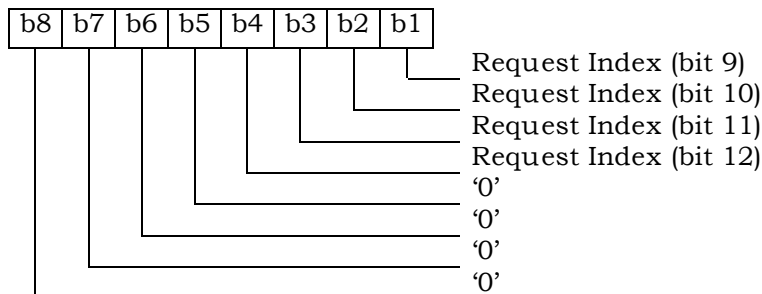 b8 b7 b6 b5 b4 b3 b2 b1
Request Index (bit 9)
Request Index (bit 10)
Request Index (bit 11)
Request Index (bit 12)
‘0’
‘0’
‘0’
‘0’